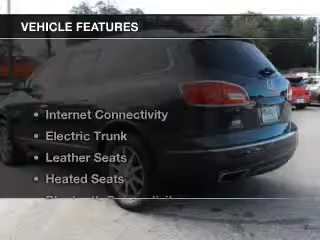 VEHICLE FEATURES
• Internet Connectivity
• Electric Trunk
• Leather Seats
• Heated Seats